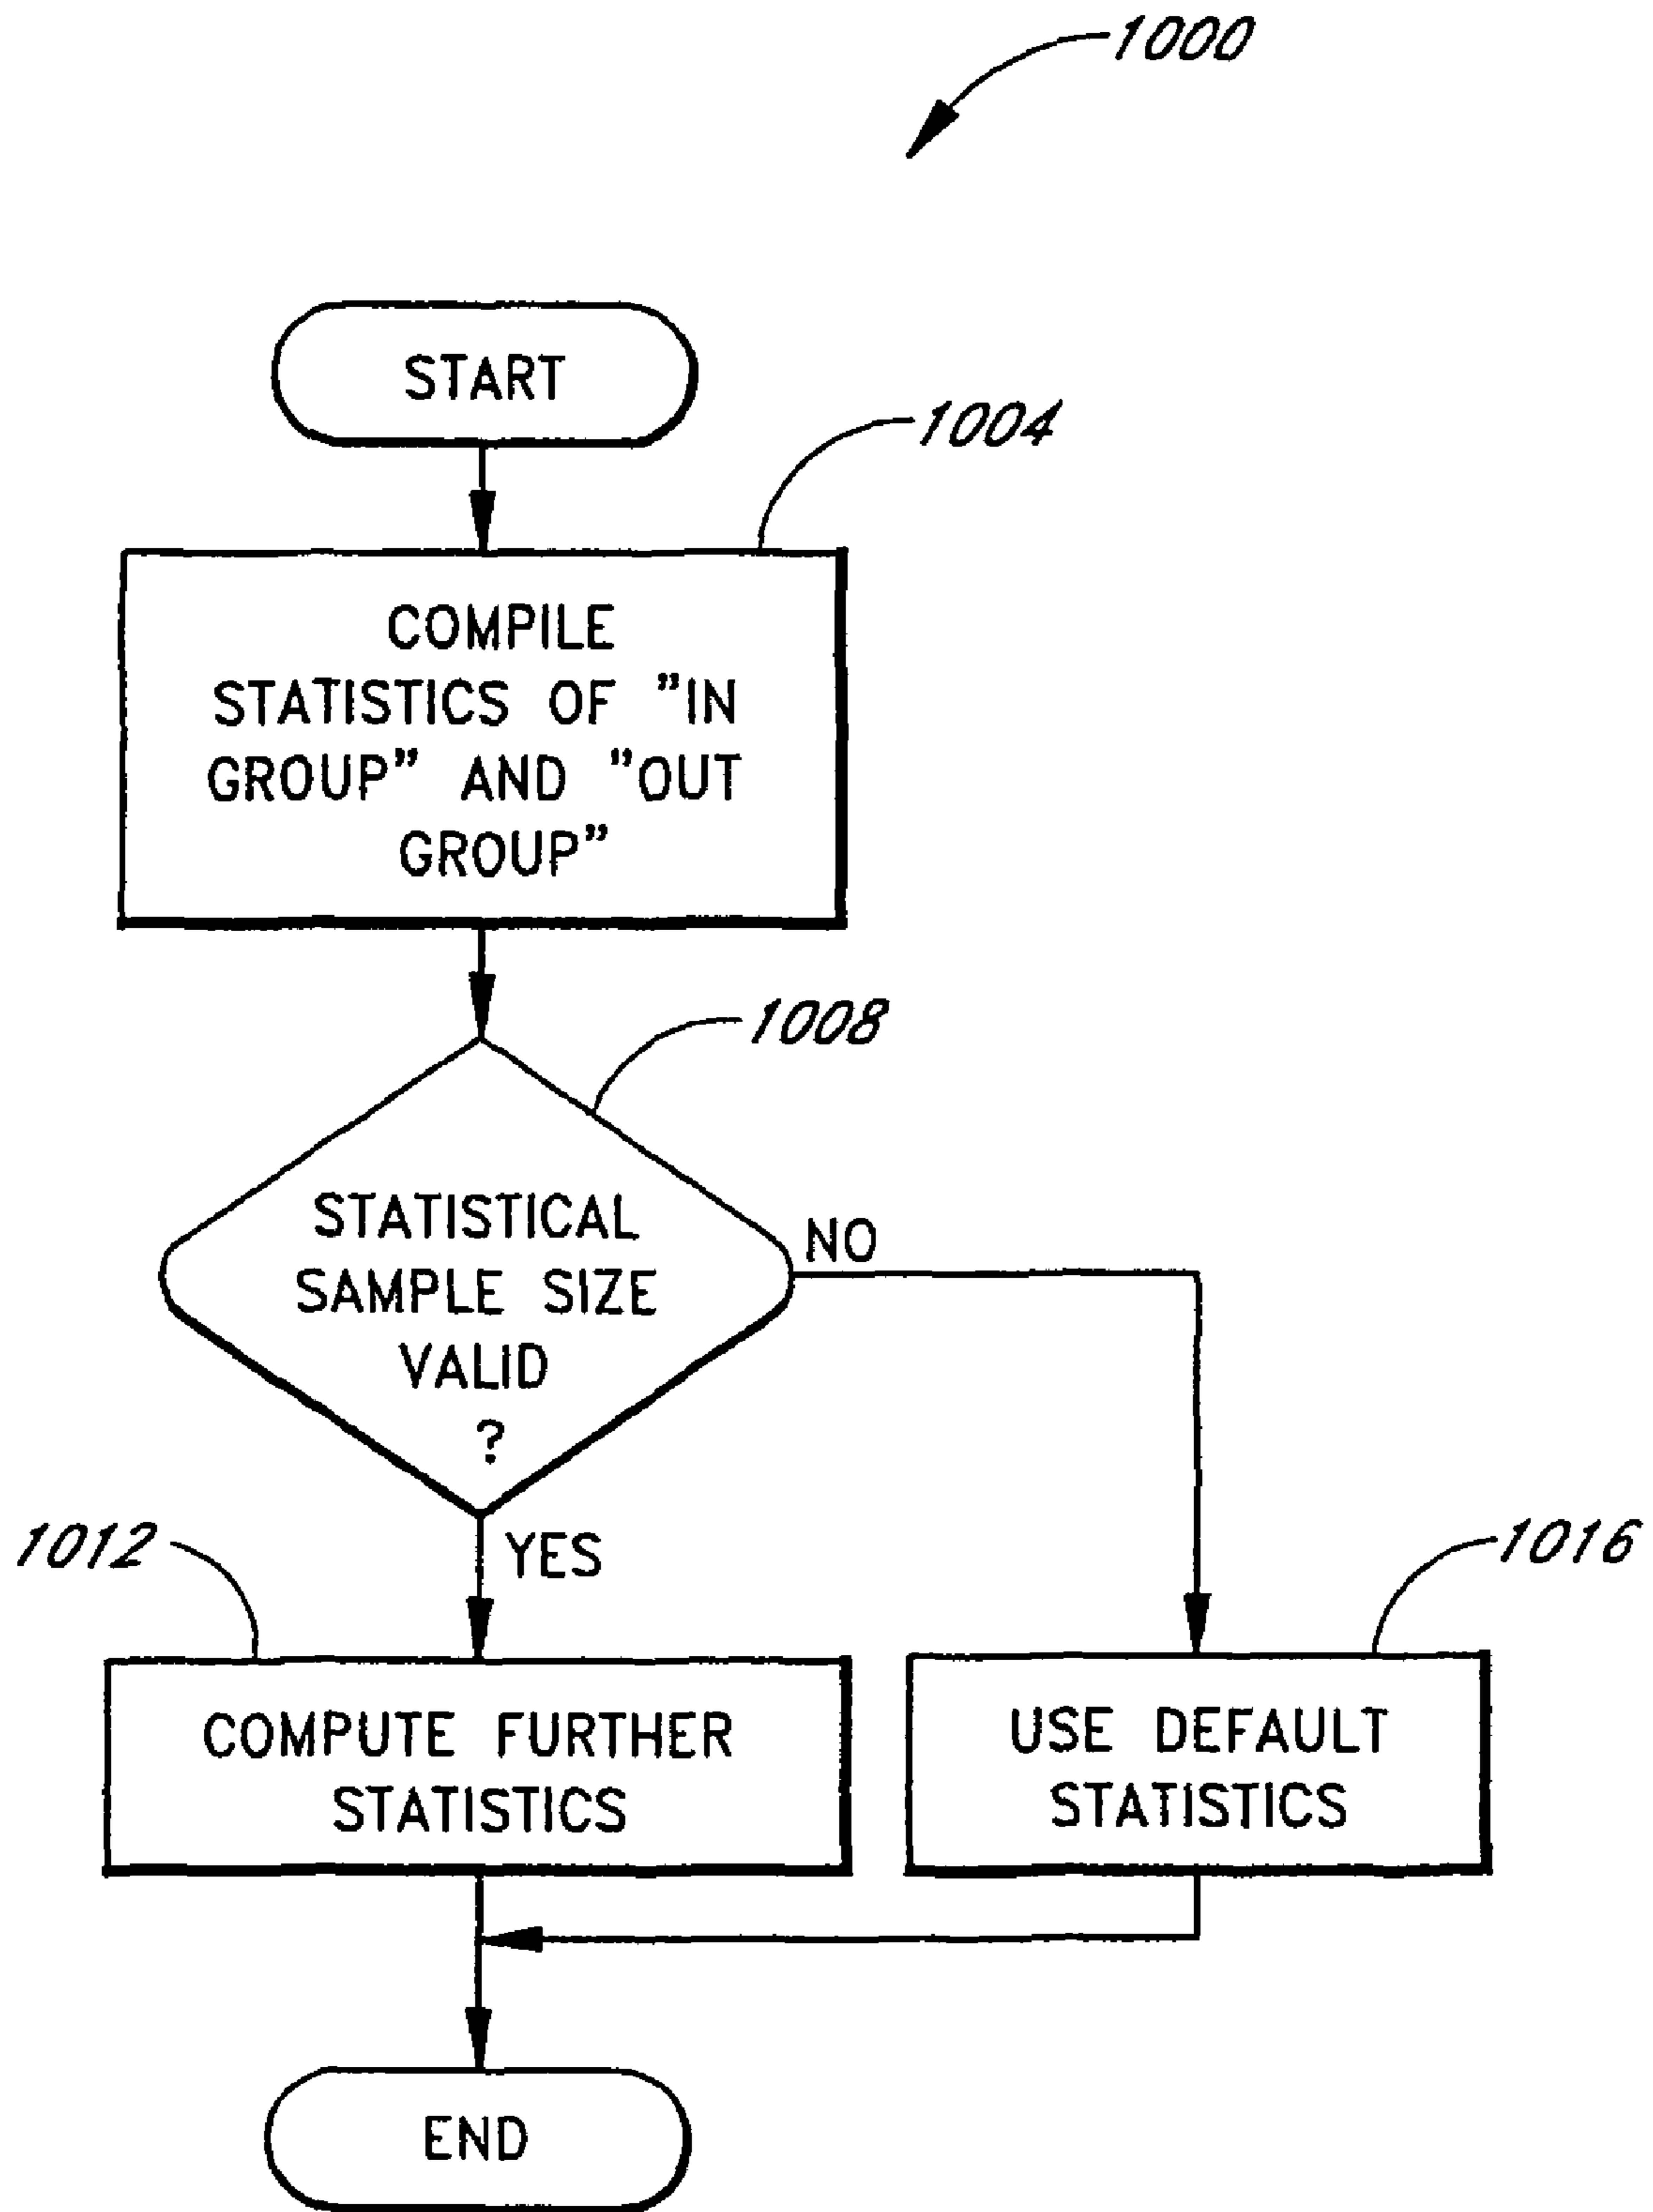 1000
START
1004
COMPILE
STATISTICS OF "IN
GROUP" AND "OUT
GROUP"
1008
STATISTICAL
SAMPLE SIZE
VALID
?
NO
YES
1012
1016
COMPUTE FURTHER
STATISTICS
USE DEFAULT
STATISTICS
END